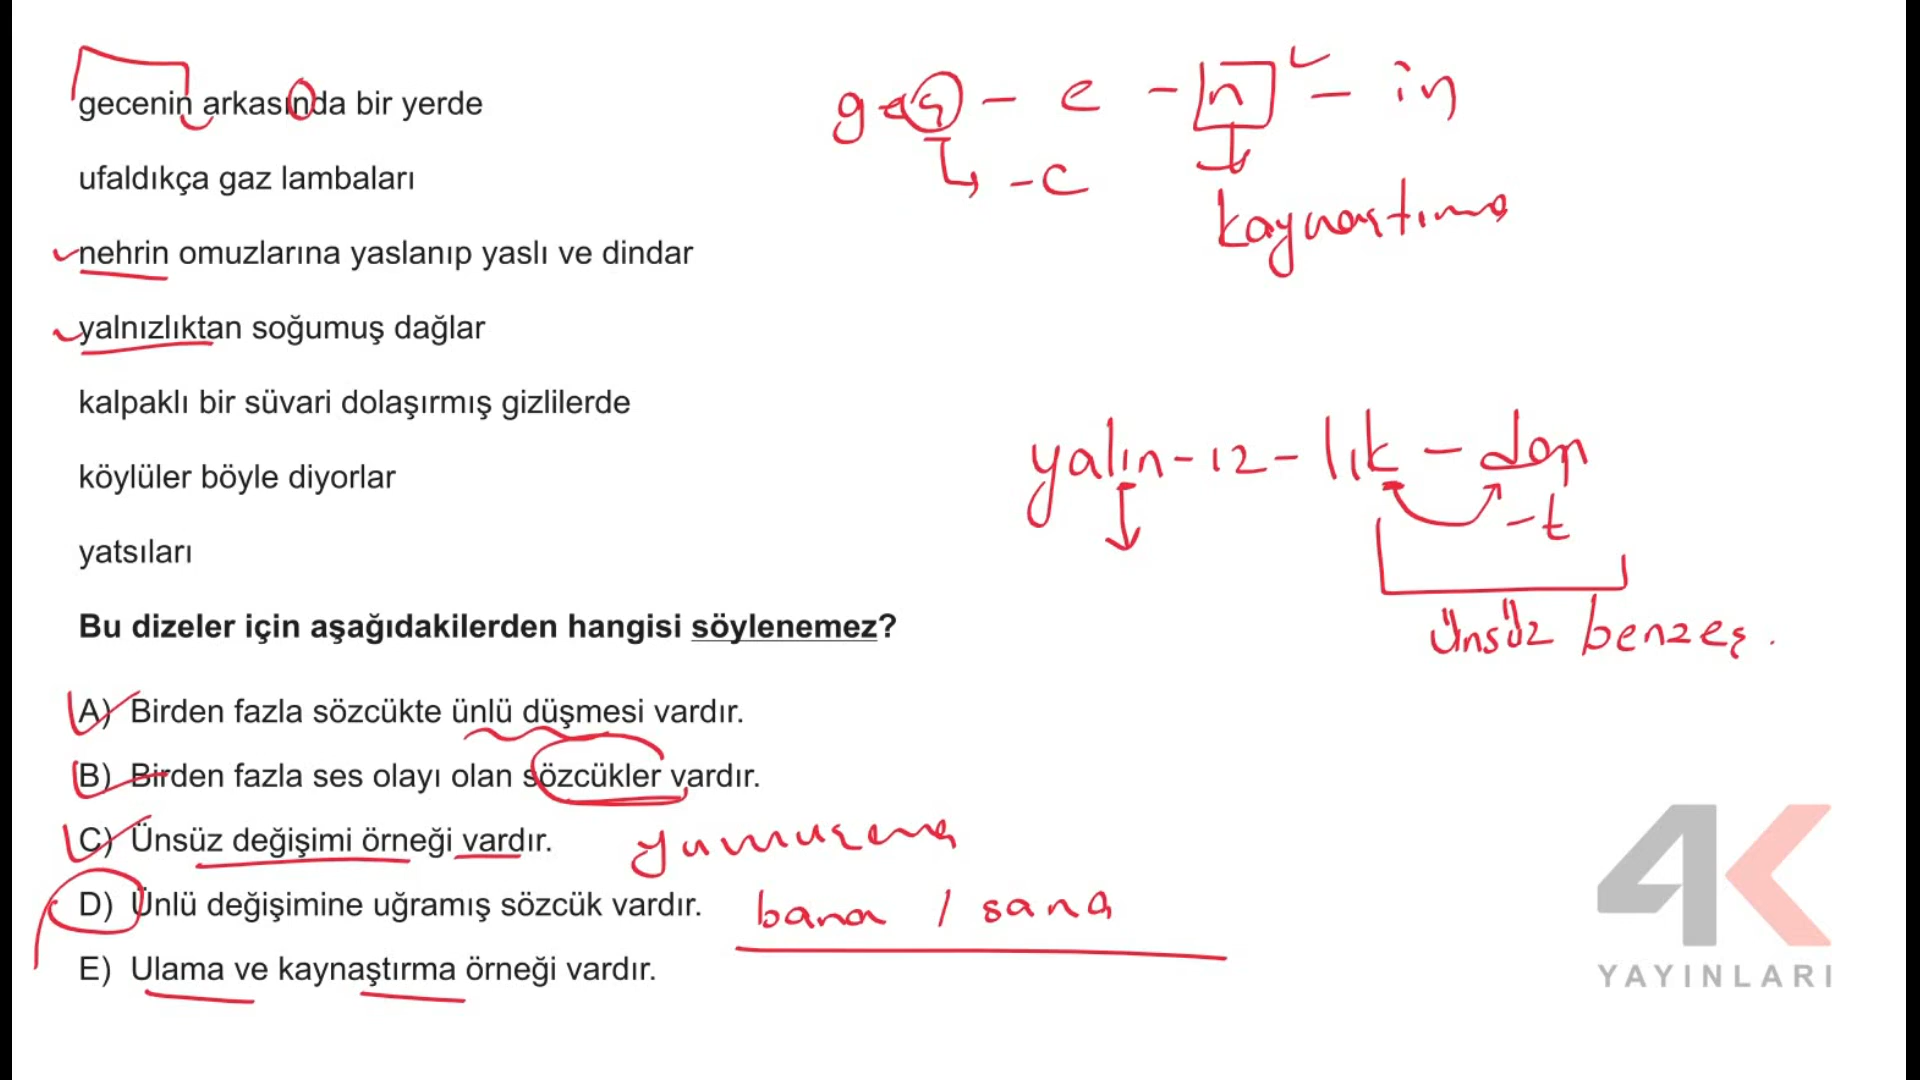 gecenin arkasında bir yerde
ufaldıkça gaz lambaları
nehrin omuzlarına yaslanıp yaslı ve dindar
yalnızlıktan soğumuş dağlar
kalpaklı bir süvari dolaşırmış gizlilerde
köylüler böyle diyorlar
yatsıları
Bu dizeler için aşağıdakilerden hangisi söylenemez?
A) Birden fazla sözcükte ünlü düşmesi vardır.
B) Birden fazla ses olayı olan sözcükler vardır.
C) Ünsüz değişimi örneği vardır.
D) Ünlü değişimine uğramış sözcük vardır.
E) Ulama ve kaynaştırma örneği vardır.
geç - e - n - in
-c
kaynaştırma
yalın-ız-lık-dan
-t
ünsüz benzeş.
yumuşama
bana / sana
4K
YAYINLARI